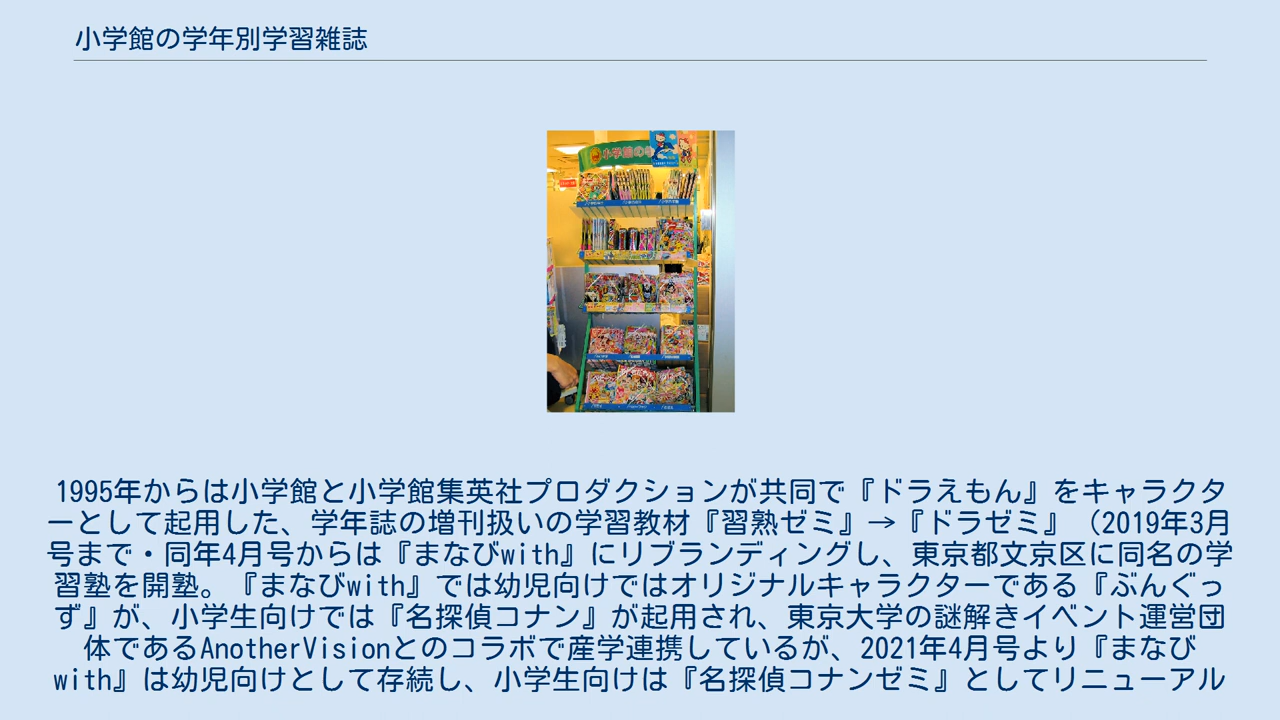 小学館の学年別学習雑誌
小学館の
1995年からは小学館と小学館集英社プロダクションが共同で『ドラえもん』をキャラクタ
ーとして起用した、学年誌の増刊扱いの学習教材『習熟ゼミ』→『ドラゼミ』（2019年3月
号まで・同年4月号からは『まなびwith』にリブランディングし、東京都文京区に同名の学
習塾を開塾。『まなびwith』では幼児向けではオリジナルキャラクターである『ぶんぐっ
ず』が、小学生向けでは『名探偵コナン』が起用され、東京大学の謎解きイベント運営団
体であるAnotherVisionとのコラボで産学連携しているが、2021年4月号より『まなび
with』は幼児向けとして存続し、小学生向けは『名探偵コナンゼミ』としてリニューアル